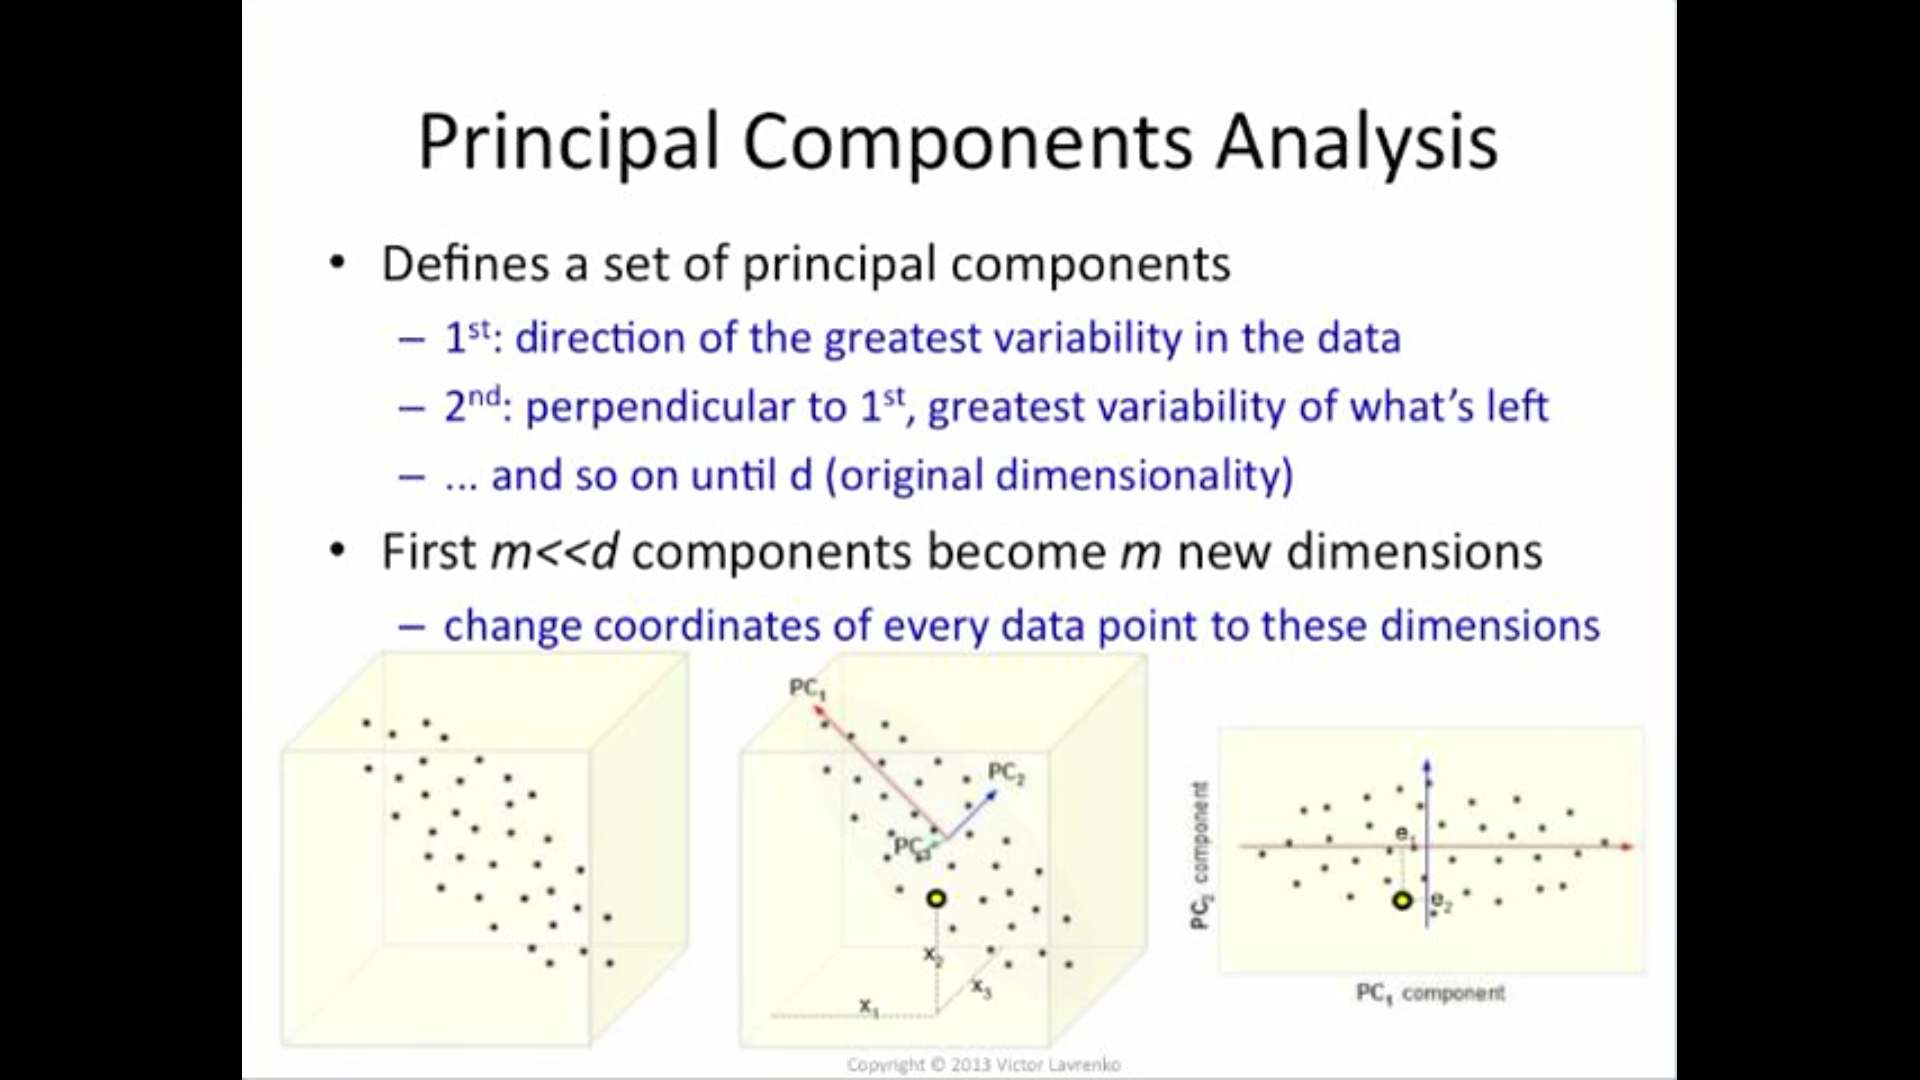 Principal Components Analysis
• Defines a set of principal components
– 1st: direction of the greatest variability in the data
– 2nd: perpendicular to 1st, greatest variability of what's left
– ... and so on until d (original dimensionality)
• First m<<d components become m new dimensions
– change coordinates of every data point to these dimensions
PC1
PC2
PC3
x2
x3
x1
PC2 component
e1
e2
PC1 component
Copyright © 2013 Victor Lavrenko